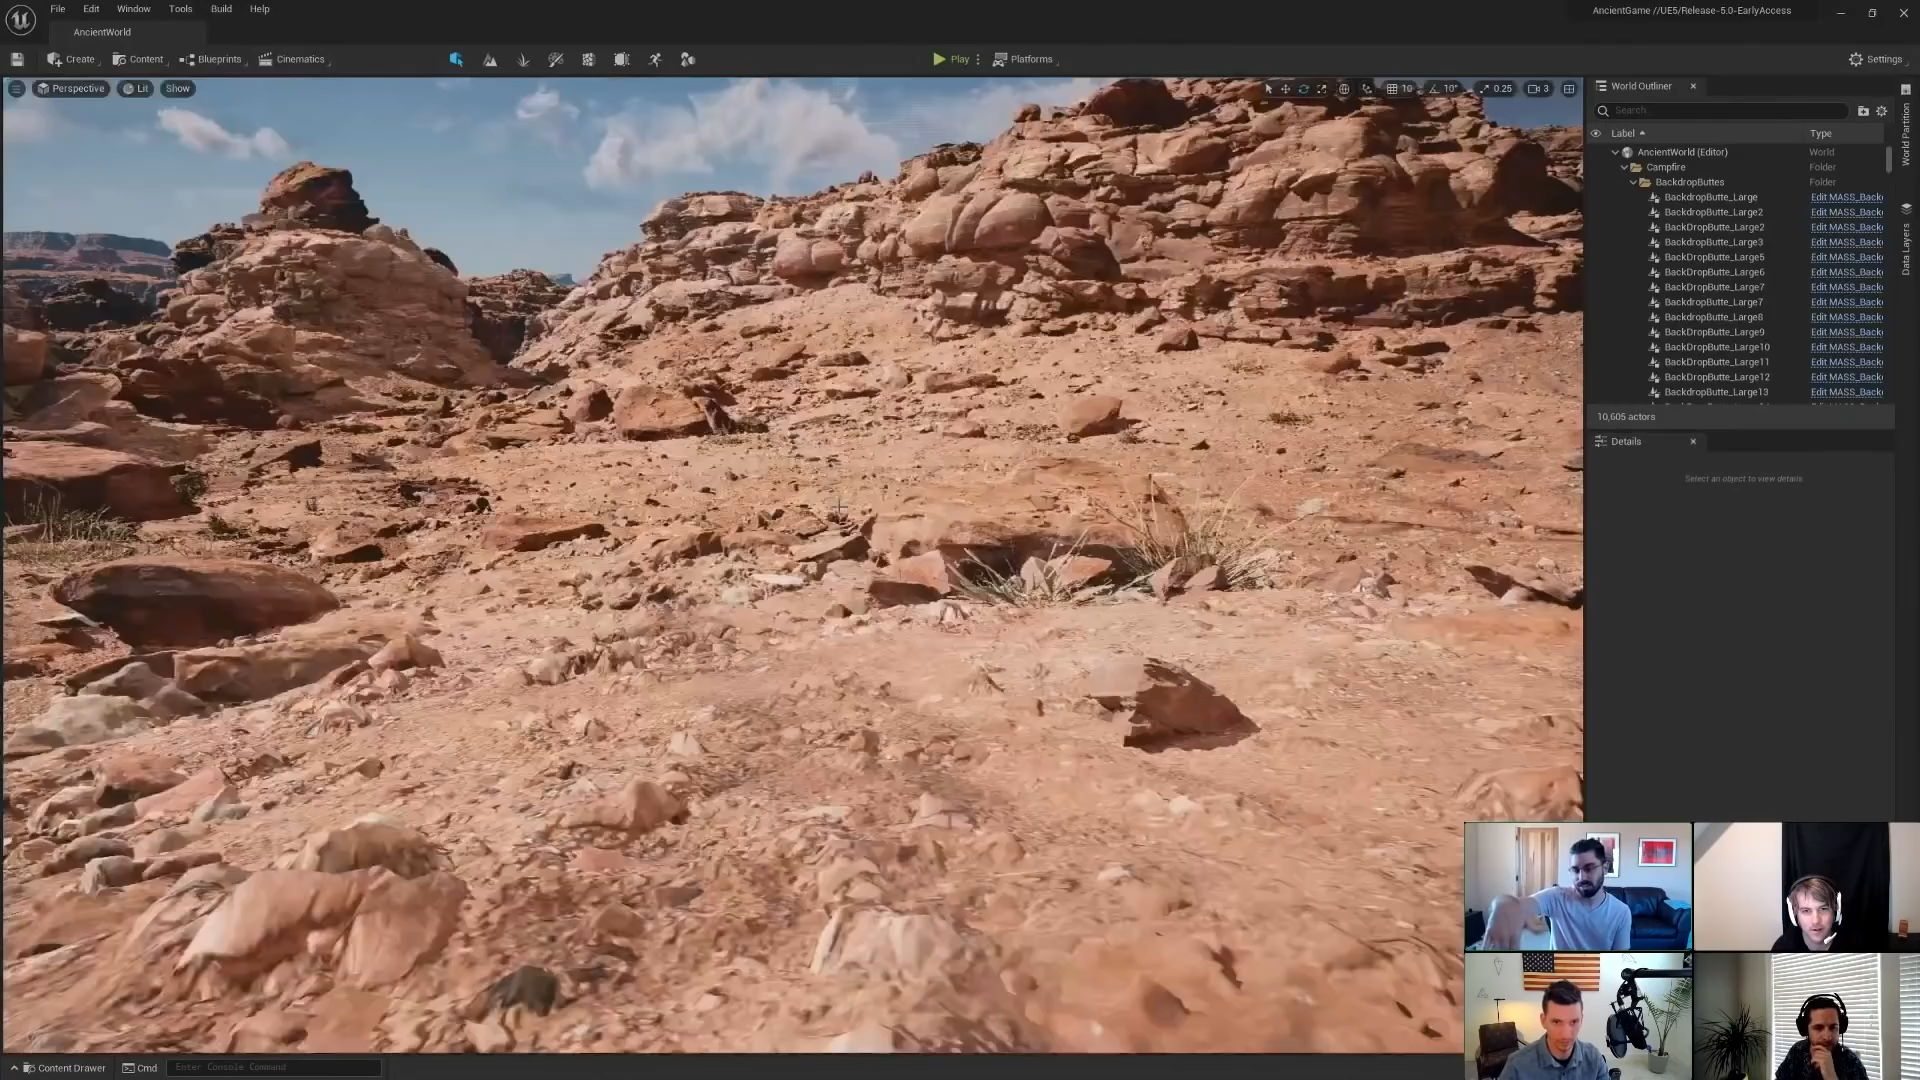 File Edit Window Tools Build Help
AncientGame //UE5/Release-5.0-EarlyAccess
AncientWorld
Create Content Blueprints Cinematics Play Platforms Settings
Perspective Lit Show
10 10° 0.25 3
World Outliner
Search...
Label Type
AncientWorld (Editor) World
Campfire Folder
BackdropButtes Folder
BackdropButte_Large Edit MASS_Back
BackdropButte_Large2 Edit MASS_Back
BackDropButte_Large2 Edit MASS_Back
BackdropButte_Large3 Edit MASS_Back
BackDropButte_Large5 Edit MASS_Back
BackDropButte_Large6 Edit MASS_Back
BackDropButte_Large7 Edit MASS_Back
BackdropButte_Large7 Edit MASS_Back
BackDropButte_Large8 Edit MASS_Back
BackDropButte_Large9 Edit MASS_Back
BackDropButte_Large10 Edit MASS_Back
BackDropButte_Large11 Edit MASS_Back
BackDropButte_Large12 Edit MASS_Back
BackDropButte_Large13 Edit MASS_Back
10,605 actors
World Partition
Data Layers
Details
Select an object to view details
Content Drawer Cmd Enter Console Command